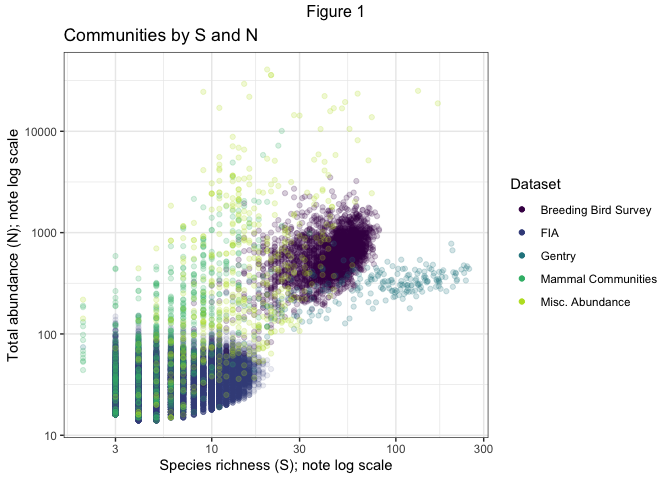 Figure 1
Communities by S and N
Total abundance (N); note log scale
10000
1000
100
10
3
10
30
100
300
Species richness (S); note log scale
Dataset
Breeding Bird Survey
FIA
Gentry
Mammal Communities
Misc. Abundance